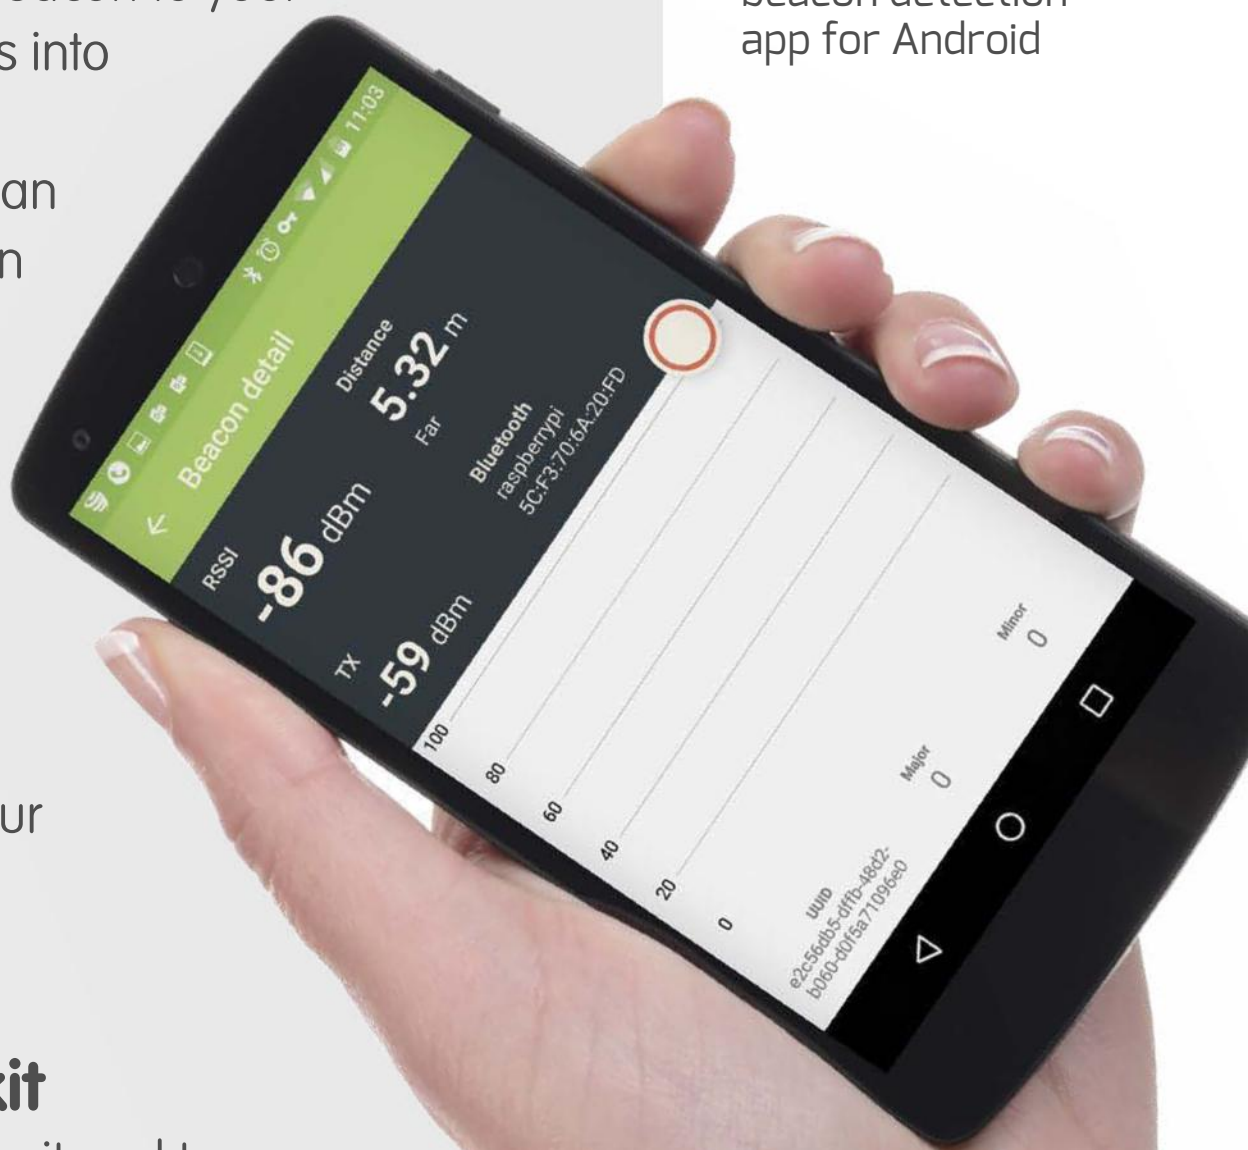 s into
an
n
ur
kit
app for Android
11:03
Beacon detail
RSSI
-86 dBm
Distance
5.32 m
Far
TX
-59 dBm
Bluetooth
raspberrypi
5C:F3:70:6A:20:FD
100
80
60
40
20
0
UUID
e2c56db5-dffb-48d2-
b060-d0f5a71096e0
Major
0
Minor
0